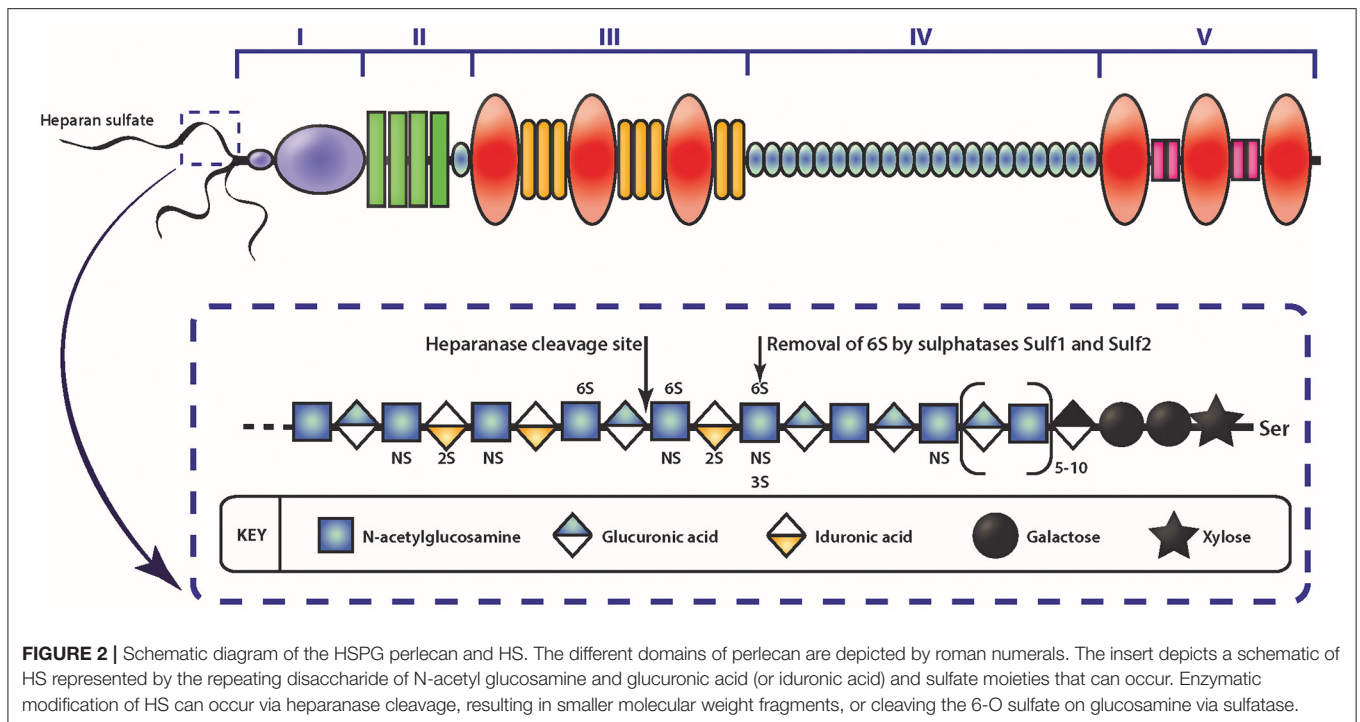 I II III IV V
Heparan sulfate
Heparanase cleavage site
Removal of 6S by sulphatases Sulf1 and Sulf2
6S 6S 6S
Ser
NS 2S NS NS 2S NS NS 5-10
3S
KEY N-acetylglucosamine Glucuronic acid Iduronic acid Galactose Xylose
FIGURE 2 | Schematic diagram of the HSPG perlecan and HS. The different domains of perlecan are depicted by roman numerals. The insert depicts a schematic of
HS represented by the repeating disaccharide of N-acetyl glucosamine and glucuronic acid (or iduronic acid) and sulfate moieties that can occur. Enzymatic
modification of HS can occur via heparanase cleavage, resulting in smaller molecular weight fragments, or cleaving the 6-O sulfate on glucosamine via sulfatase.